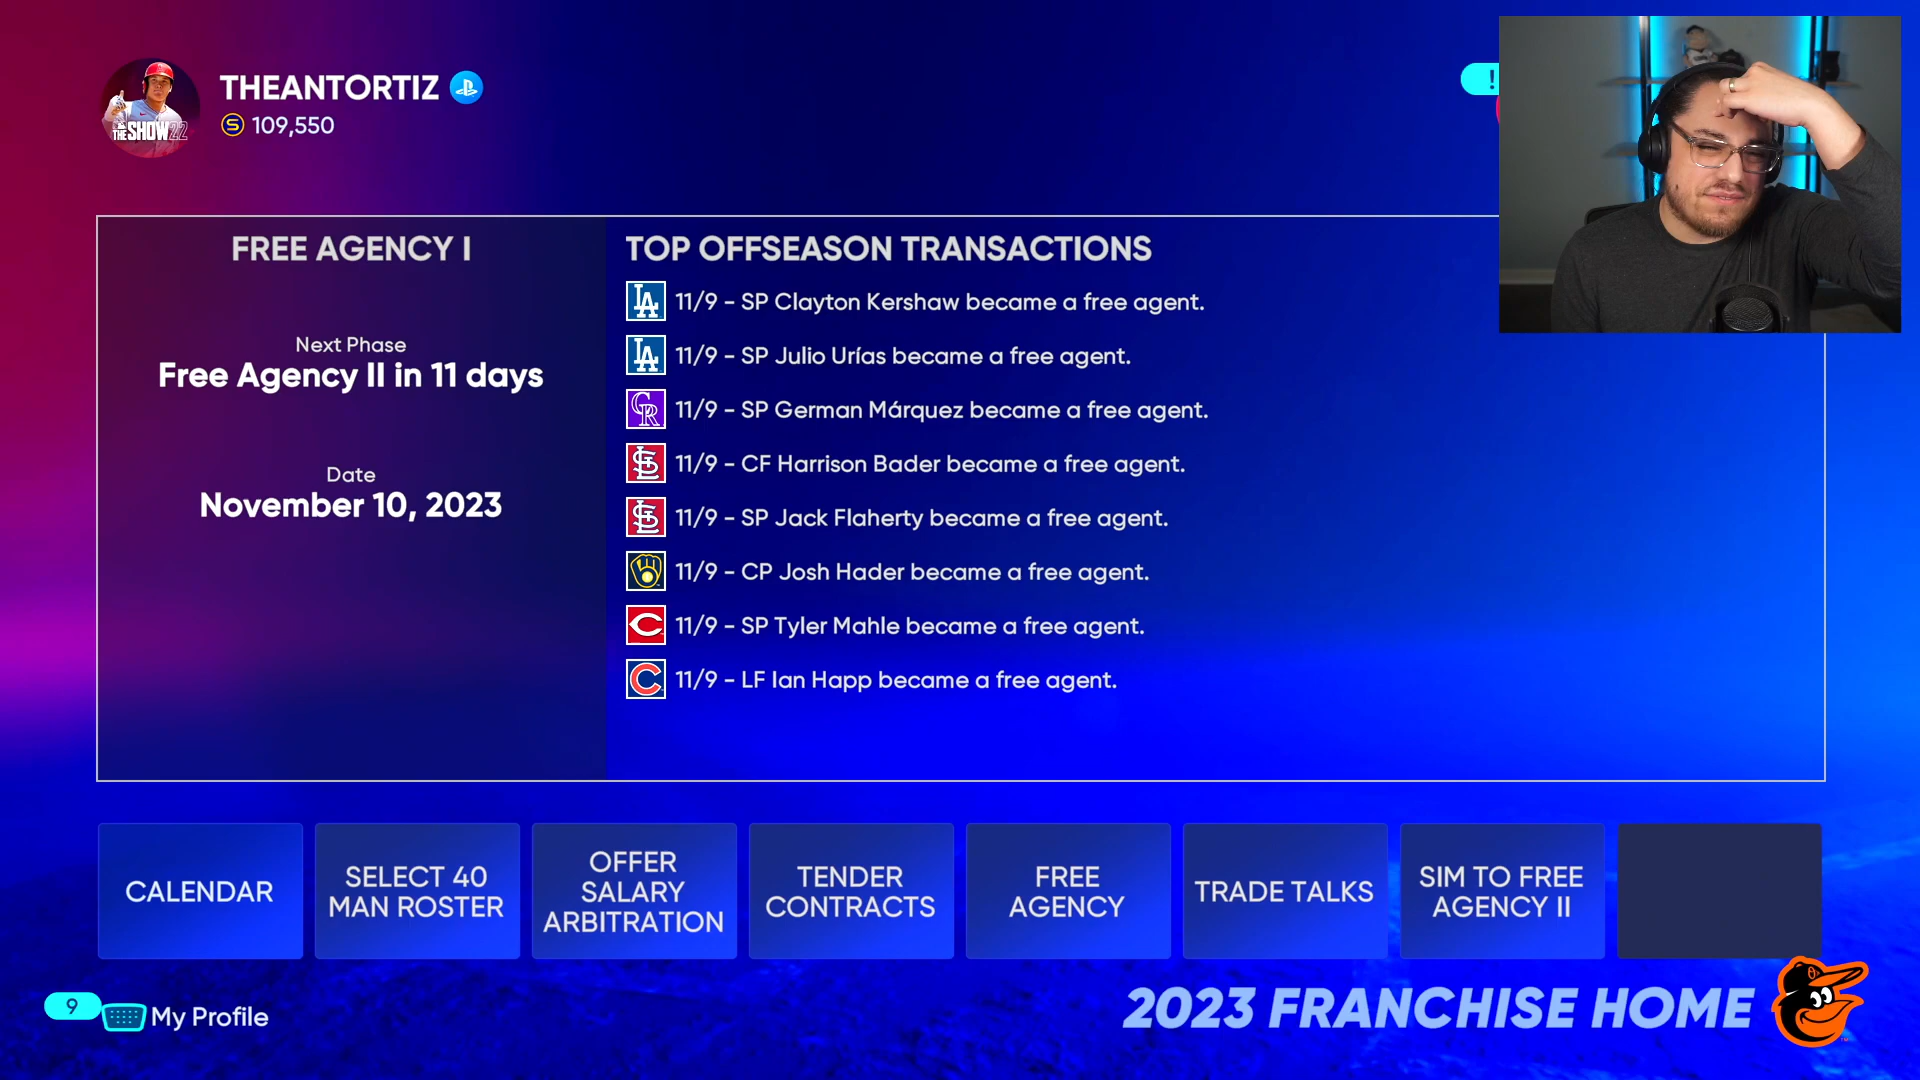 THEANTORTIZ
109,550
!
THE SHOW 22
FREE AGENCY I
Next Phase
Free Agency II in 11 days
Date
November 10, 2023
TOP OFFSEASON TRANSACTIONS
11/9 - SP Clayton Kershaw became a free agent.
11/9 - SP Julio Urías became a free agent.
11/9 - SP German Márquez became a free agent.
11/9 - CF Harrison Bader became a free agent.
11/9 - SP Jack Flaherty became a free agent.
11/9 - CP Josh Hader became a free agent.
11/9 - SP Tyler Mahle became a free agent.
11/9 - LF Ian Happ became a free agent.
CALENDAR
SELECT 40
MAN ROSTER
OFFER
SALARY
ARBITRATION
TENDER
CONTRACTS
FREE
AGENCY
TRADE TALKS
SIM TO FREE
AGENCY II
9
My Profile
2023 FRANCHISE HOME